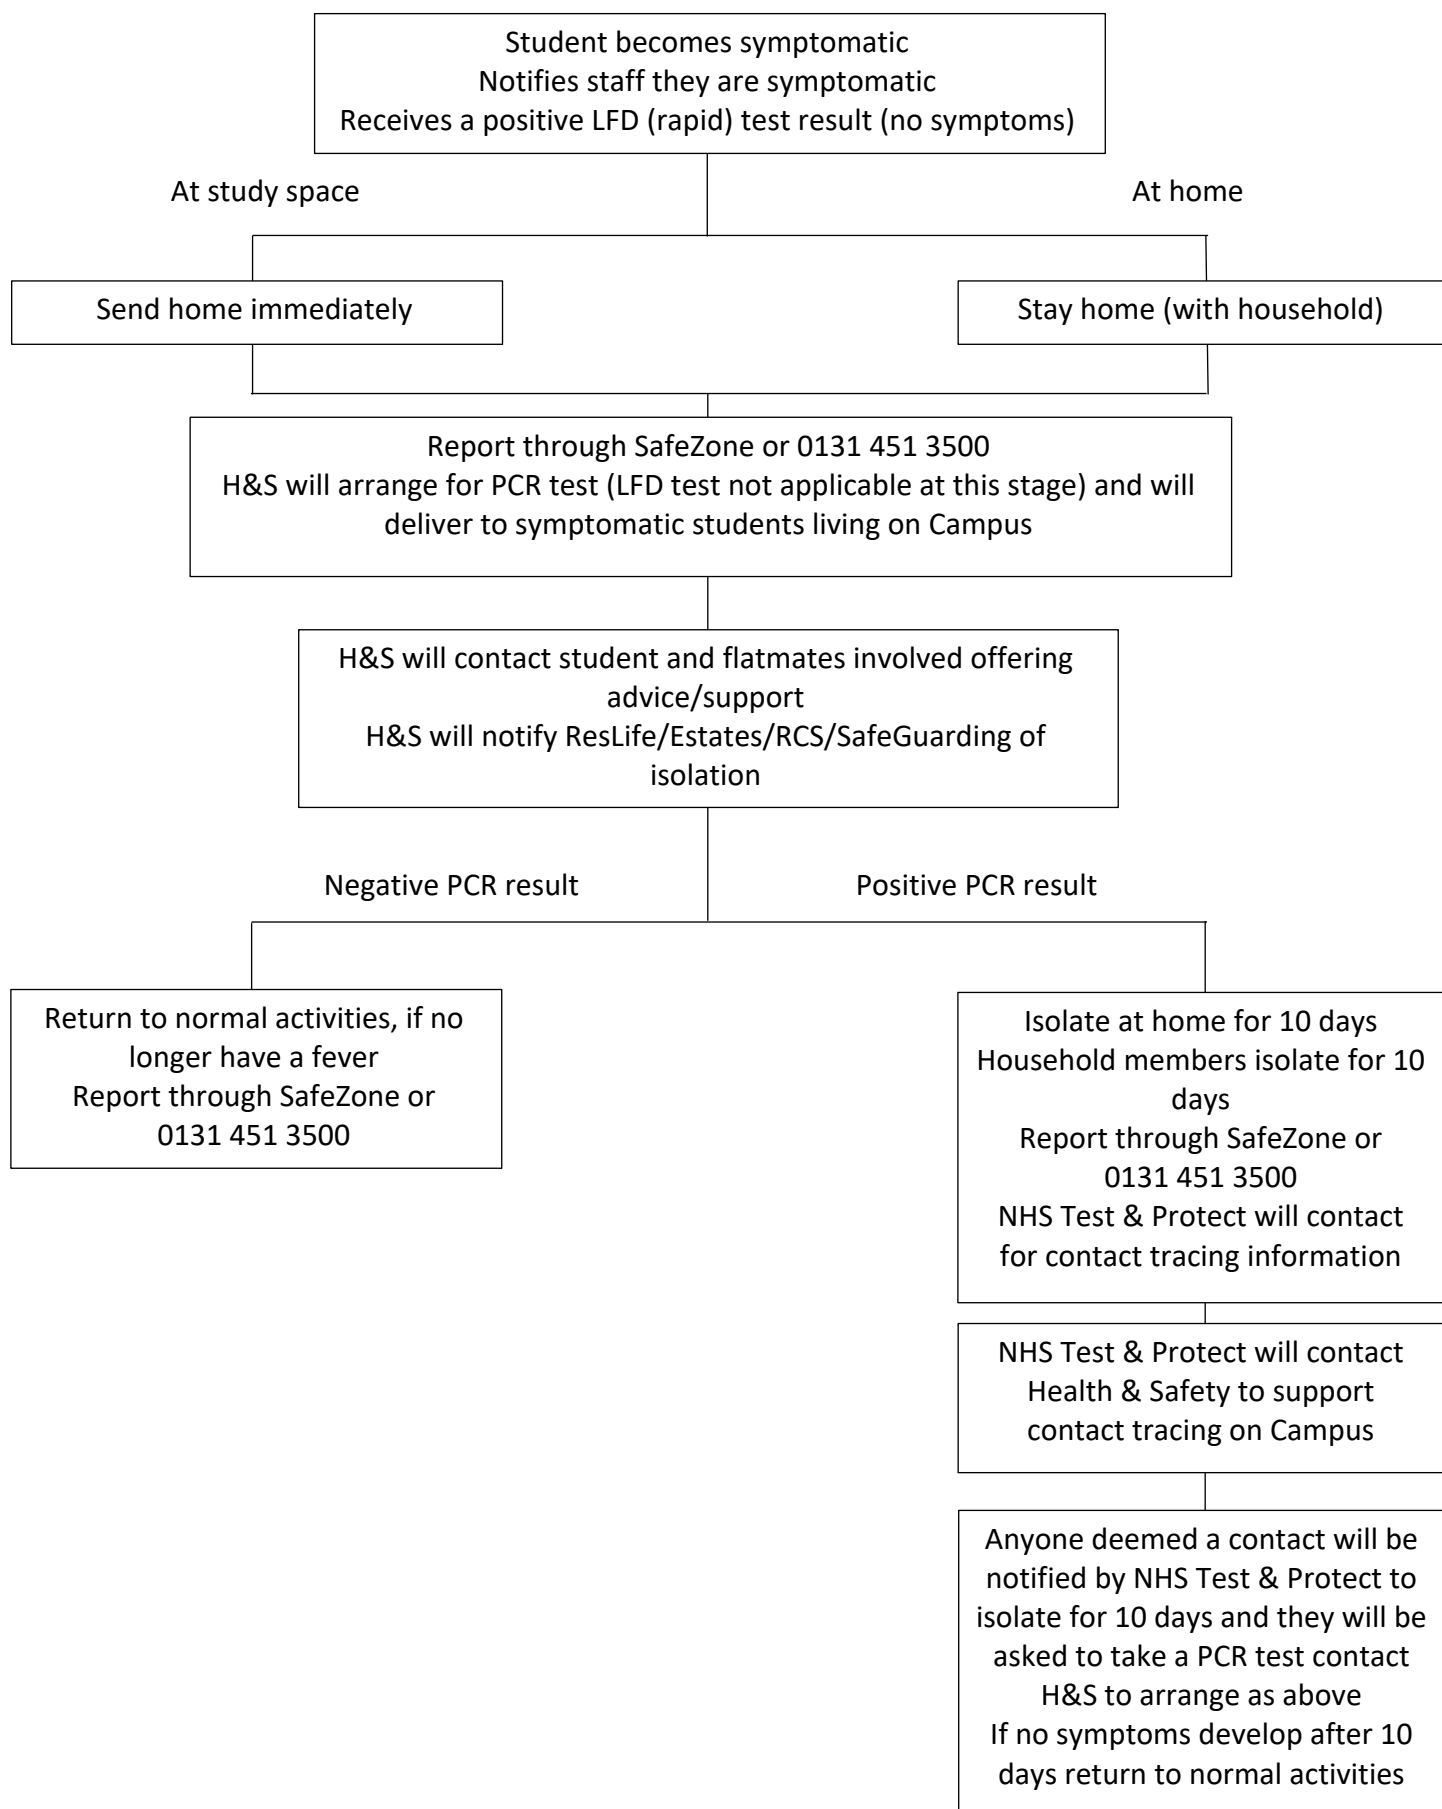 Student becomes symptomatic
Notifies staff they are symptomatic
Receives a positive LFD (rapid) test result (no symptoms)
At study space
At home
Send home immediately
Stay home (with household)
Report through SafeZone or 0131 451 3500
H&S will arrange for PCR test (LFD test not applicable at this stage) and will
deliver to symptomatic students living on Campus
H&S will contact student and flatmates involved offering
advice/support
H&S will notify ResLife/Estates/RCS/SafeGuarding of
isolation
Negative PCR result
Positive PCR result
Return to normal activities, if no
longer have a fever
Report through SafeZone or
0131 451 3500
Isolate at home for 10 days
Household members isolate for 10
days
Report through SafeZone or
0131 451 3500
NHS Test & Protect will contact
for contact tracing information
NHS Test & Protect will contact
Health & Safety to support
contact tracing on Campus
Anyone deemed a contact will be
notified by NHS Test & Protect to
isolate for 10 days and they will be
asked to take a PCR test contact
H&S to arrange as above
If no symptoms develop after 10
days return to normal activities